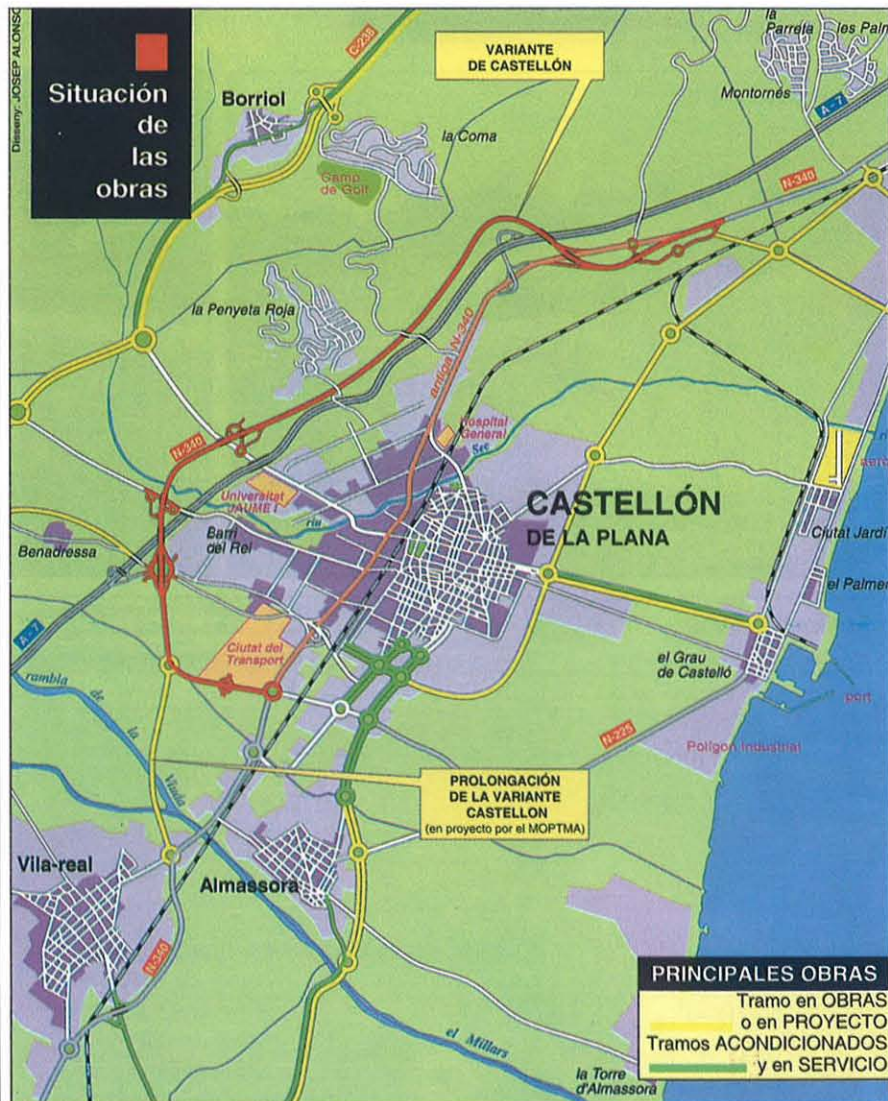 Disseny: JOSEP ALONSO
Situación
de
las
obras
C-238
VARIANTE
DE CASTELLÓN
la
Parreta
les Palm
Montornés
A-7
Borriol
la Coma
Camp
de Golf
N-340
la Penyeta Roja
antiga N-340
N-340
Hospital
General
Sec
Universitat
JAUME I
riu
CASTELLÓN
DE LA PLANA
aero
Barri
del Rei
Benadressa
Ciutat Jardí
el Palmer
A-7
Ciutat del
Transport
el Grau
de Castelló
rambla de la Viuda
port
N-225
Polígon Industrial
PROLONGACIÓN
DE LA VARIANTE
CASTELLON
(en proyecto por el MOPTMA)
Vila-real
Almassora
N-340
el Millars
la Torre
d'Almassora
PRINCIPALES OBRAS
Tramo en OBRAS
o en PROYECTO
Tramos ACONDICIONADOS
y en SERVICIO